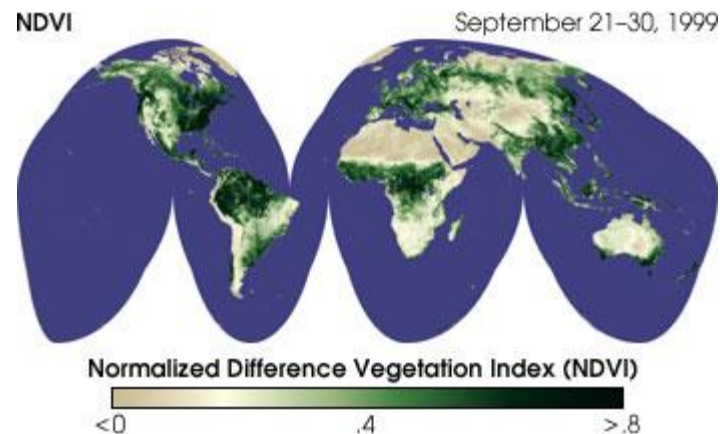 NDVI
September 21–30, 1999
Normalized Difference Vegetation Index (NDVI)
<0 .4 >.8